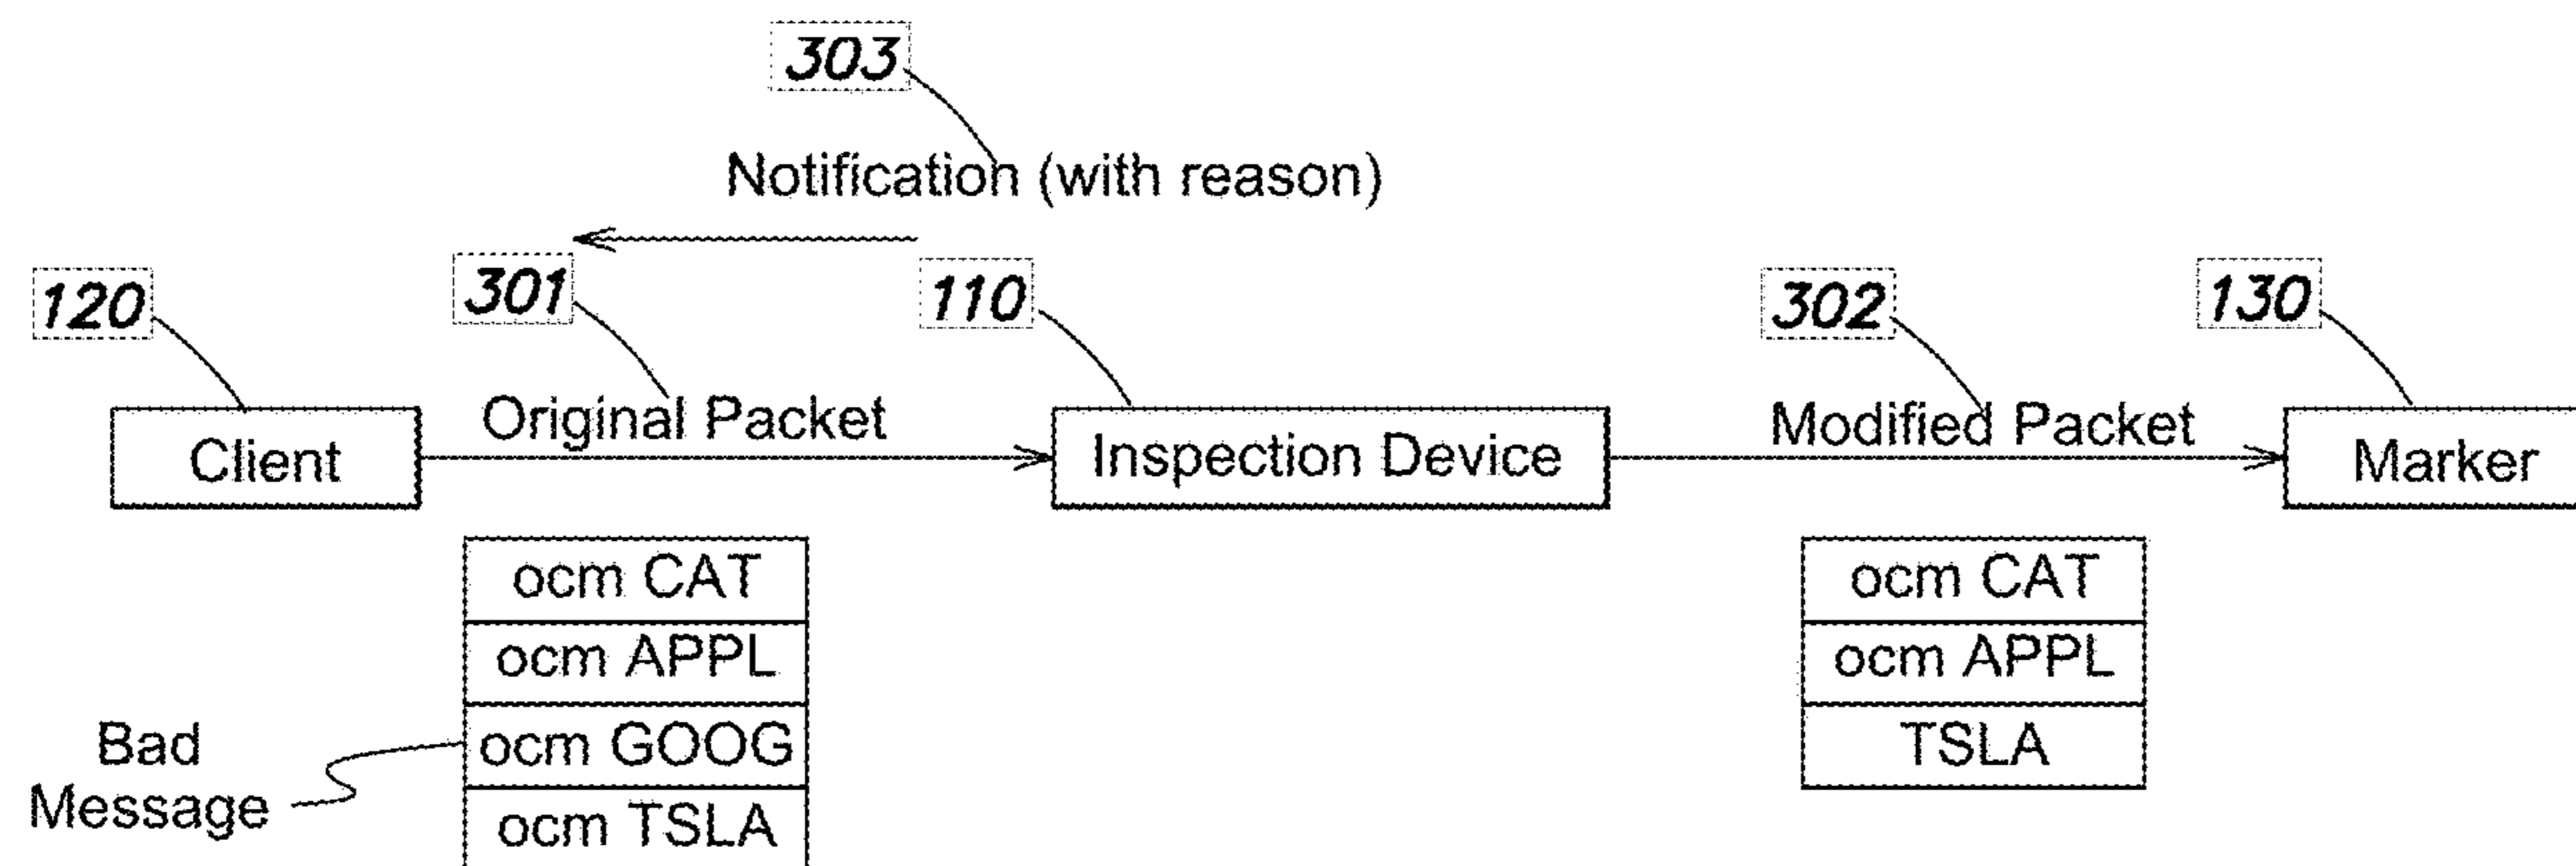 303
Notification (with reason)
120
301
110
302
130
Client
Original Packet
Inspection Device
Modified Packet
Marker
ocm CAT
ocm APPL
ocm GOOG
ocm TSLA
Bad
Message
ocm CAT
ocm APPL
TSLA